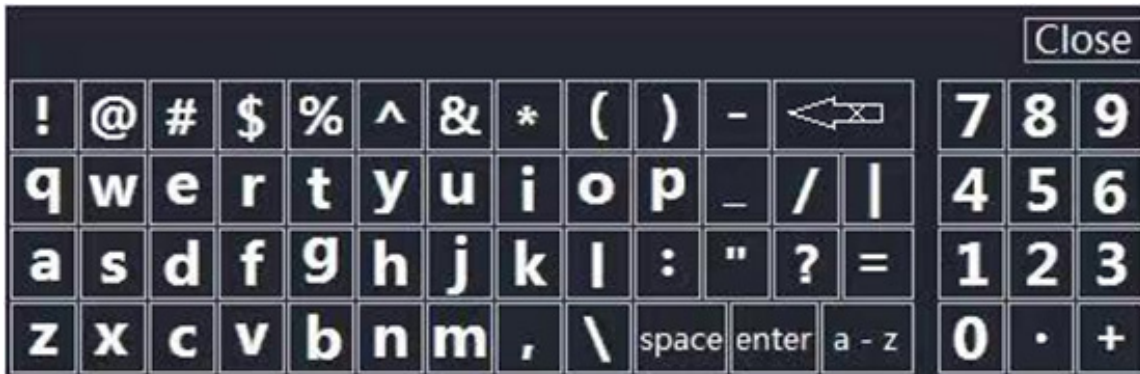 Close
! @ # $ % ^ & * ( ) - 7 8 9
q w e r t y u i o p _ / | 4 5 6
a s d f g h j k l : " ? = 1 2 3
z x c v b n m , \ space enter a - z 0 . +